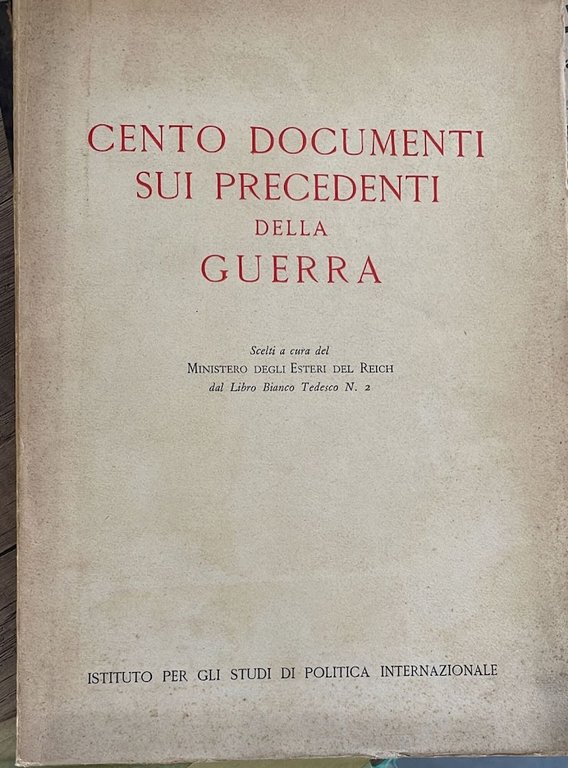 CENTO DOCUMENTI
SUI PRECEDENTI
DELLA
GUERRA
Scelti a cura del
MINISTERO DEGLI ESTERI DEL REICH
dal Libro Bianco Tedesco N. 2
ISTITUTO PER GLI STUDI DI POLITICA INTERNAZIONALE